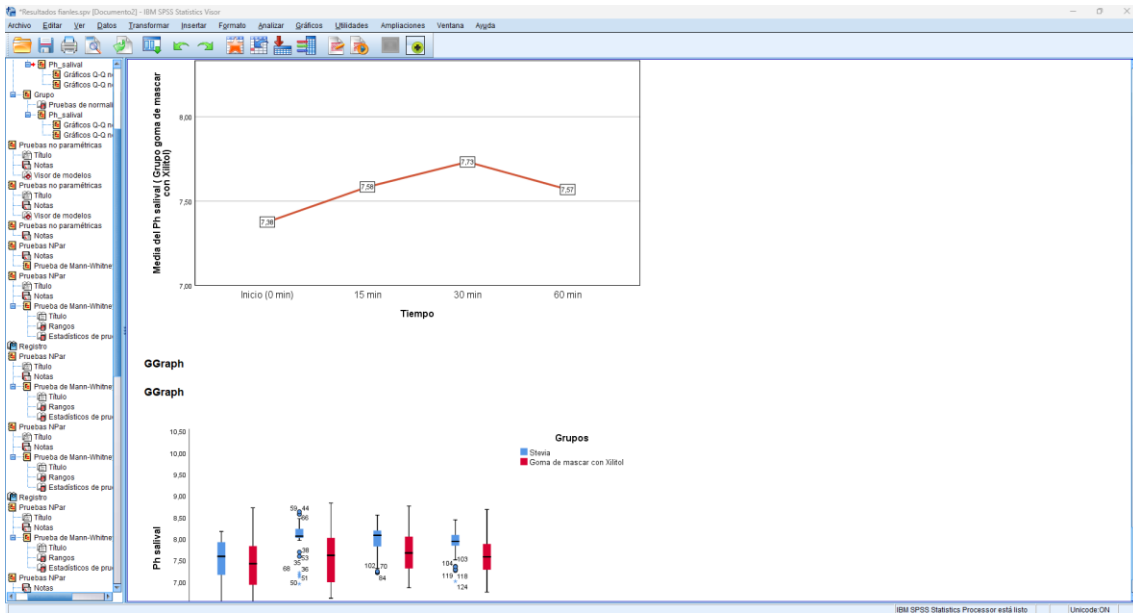 *Resultados fianles.spv [Documento2] - IBM SPSS Statistics Visor
Archivo Editar Ver Datos Transformar Insertar Formato Analizar Gráficos Utilidades Ampliaciones Ventana Ayuda
Ph_salival
Gráficos Q-Q n
Gráficos Q-Q n
Grupo
Pruebas de normali
Ph_salival
Gráficos Q-Q n
Gráficos Q-Q n
Pruebas no paramétricas
Título
Notas
Visor de modelos
Pruebas no paramétricas
Título
Notas
Visor de modelos
Pruebas no paramétricas
Notas
Pruebas NPar
Notas
Prueba de Mann-Whitne
Pruebas NPar
Título
Notas
Prueba de Mann-Whitne
Título
Rangos
Estadísticos de prue
Registro
Pruebas NPar
Título
Notas
Prueba de Mann-Whitne
Título
Rangos
Estadísticos de prue
Pruebas NPar
Título
Notas
Prueba de Mann-Whitne
Título
Rangos
Estadísticos de prue
Registro
Pruebas NPar
Título
Notas
Prueba de Mann-Whitne
Título
Rangos
Estadísticos de prue
Pruebas NPar
Notas
Media del Ph salival ( Grupo goma de mascar
con Xilitol)
8,00
7,50
7,00
7,73
7,58
7,57
Inicio (0 min) 15 min 30 min 60 min
Tiempo
GGraph
GGraph
Ph salival
10,50
10,00
9,50
9,00
8,50
8,00
7,50
7,00
59 44
66
38
53
35
68 36
51
50
102 70
84
103
104
119 118
124
Grupos
Stevia
Goma de mascar con Xilitol
IBM SPSS Statistics Processor está listo Unicode:ON